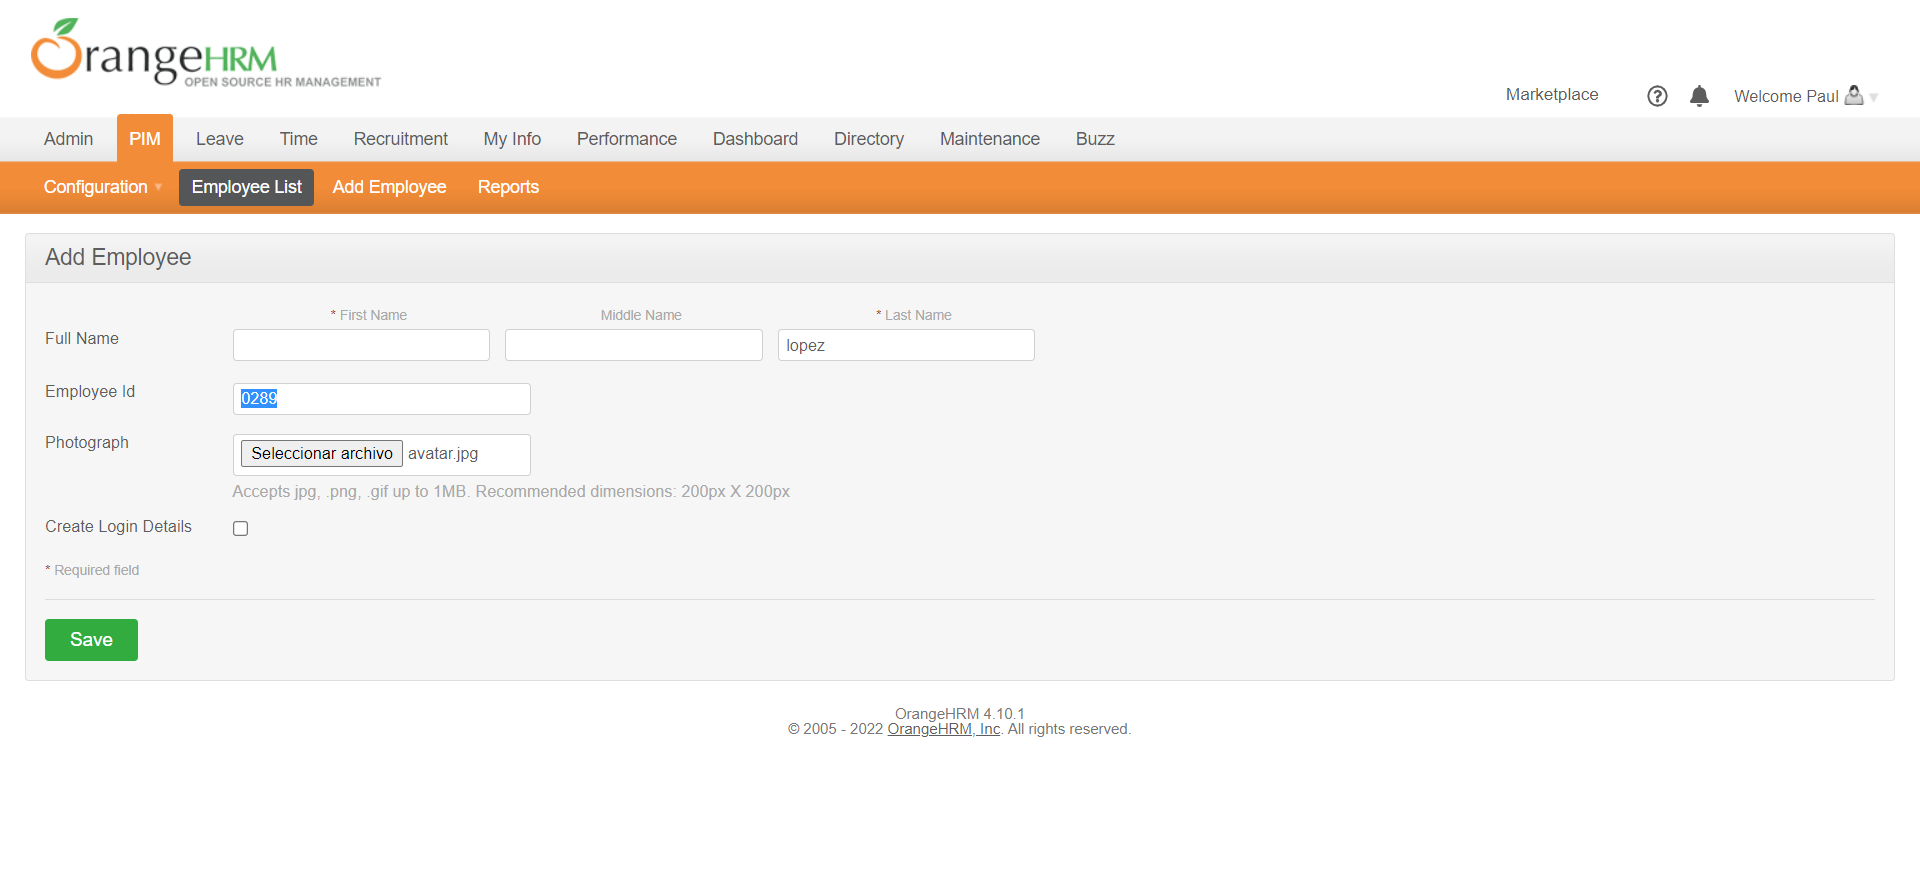 OrangeHRM
OPEN SOURCE HR MANAGEMENT
Marketplace
Welcome Paul
Admin PIM Leave Time Recruitment My Info Performance Dashboard Directory Maintenance Buzz
Configuration Employee List Add Employee Reports
Add Employee
* First Name Middle Name * Last Name
Full Name lopez
Employee Id 0289
Photograph Seleccionar archivo avatar.jpg
Accepts jpg, .png, .gif up to 1MB. Recommended dimensions: 200px X 200px
Create Login Details
* Required field
Save
OrangeHRM 4.10.1
© 2005 - 2022 OrangeHRM, Inc. All rights reserved.